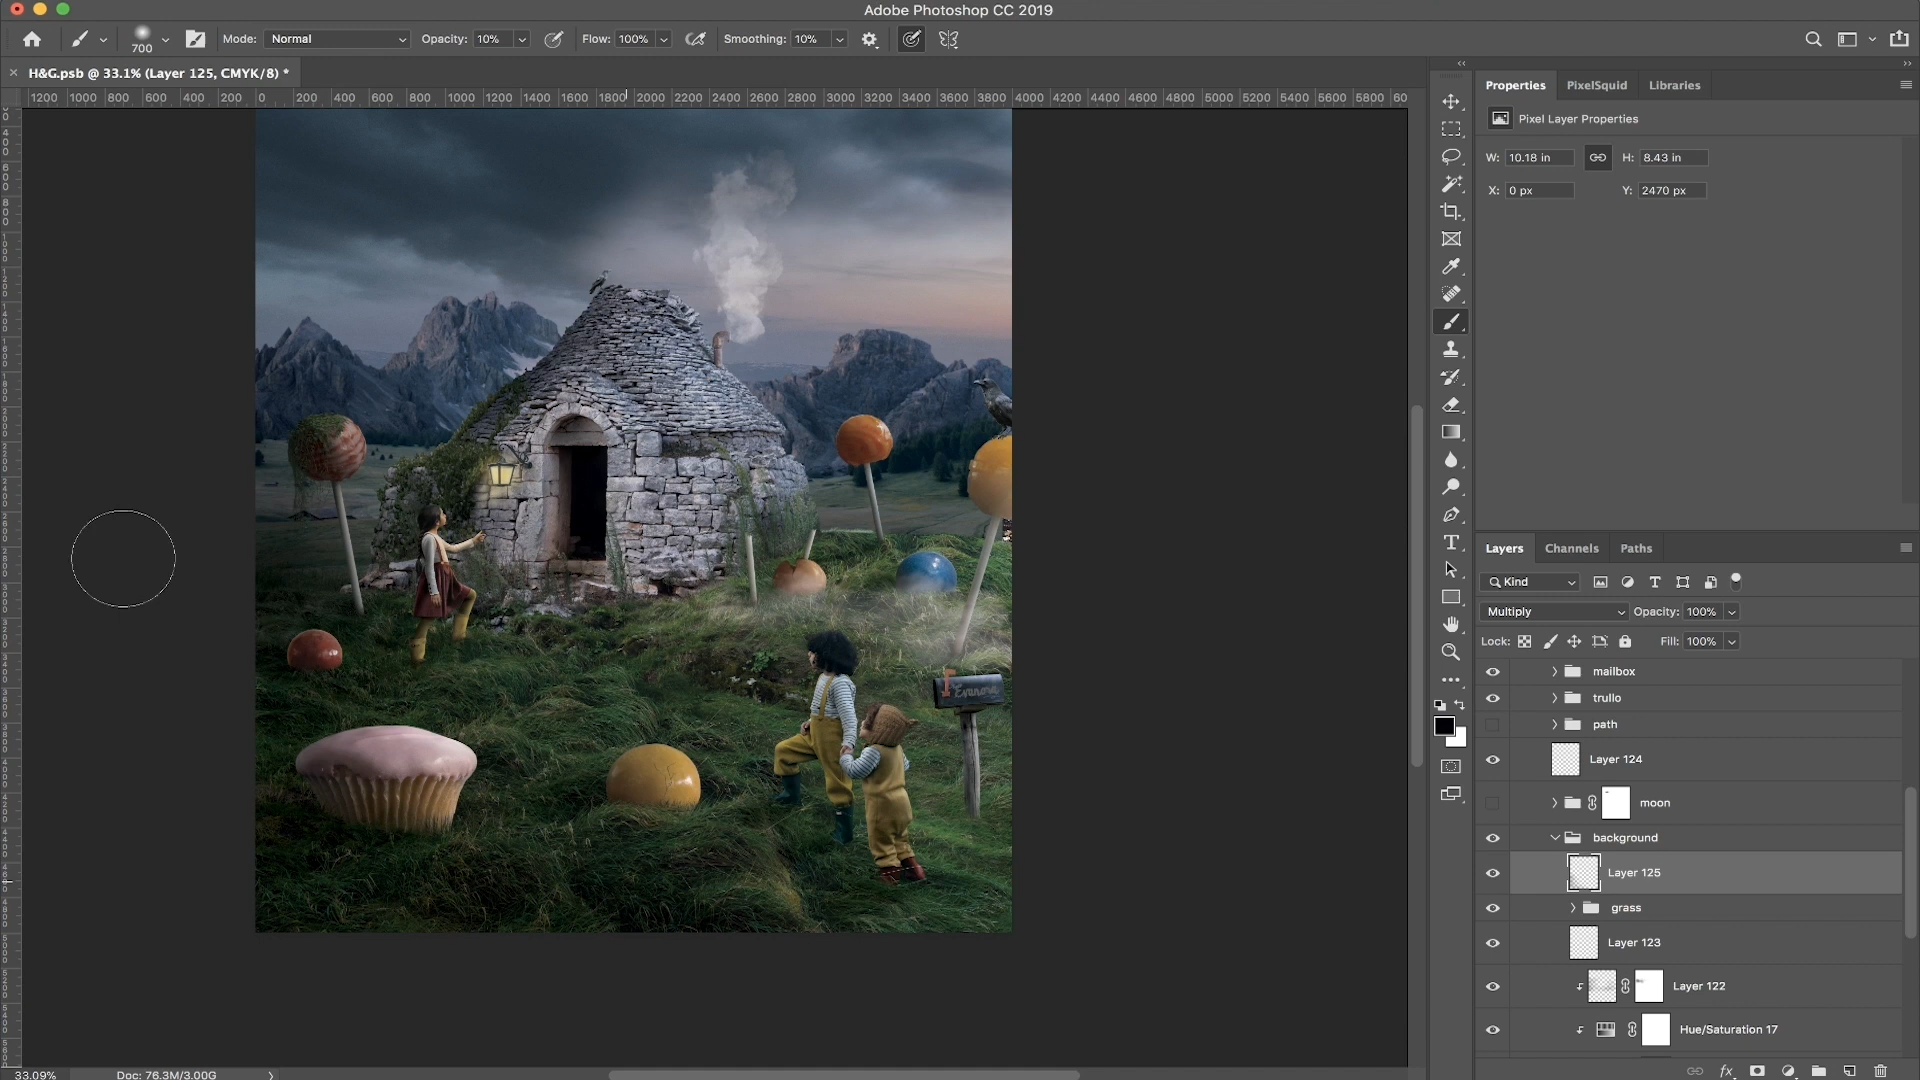 Adobe Photoshop CC 2019
700
Mode: Normal
Opacity: 10%
Flow: 100%
Smoothing: 10%
H&G.psb @ 33.1% (Layer 125, CMYK/8) *
1200 1000 800 600 400 200 0 200 400 600 800 1000 1200 1400 1600 1800 2000 2200 2400 2600 2800 3000 3200 3400 3600 3800 4000 4200 4400 4600 4800 5000 5200 5400 5600 5800 60
Properties PixelSquid Libraries
Pixel Layer Properties
W: 10.18 in H: 8.43 in
X: 0 px Y: 2470 px
Layers Channels Paths
Kind
Multiply Opacity: 100%
Lock: Fill: 100%
mailbox
trullo
path
Layer 124
moon
background
Layer 125
grass
Layer 123
Layer 122
Hue/Saturation 17
fx
Evanora
33.09% Doc: 76.3M/3.00G